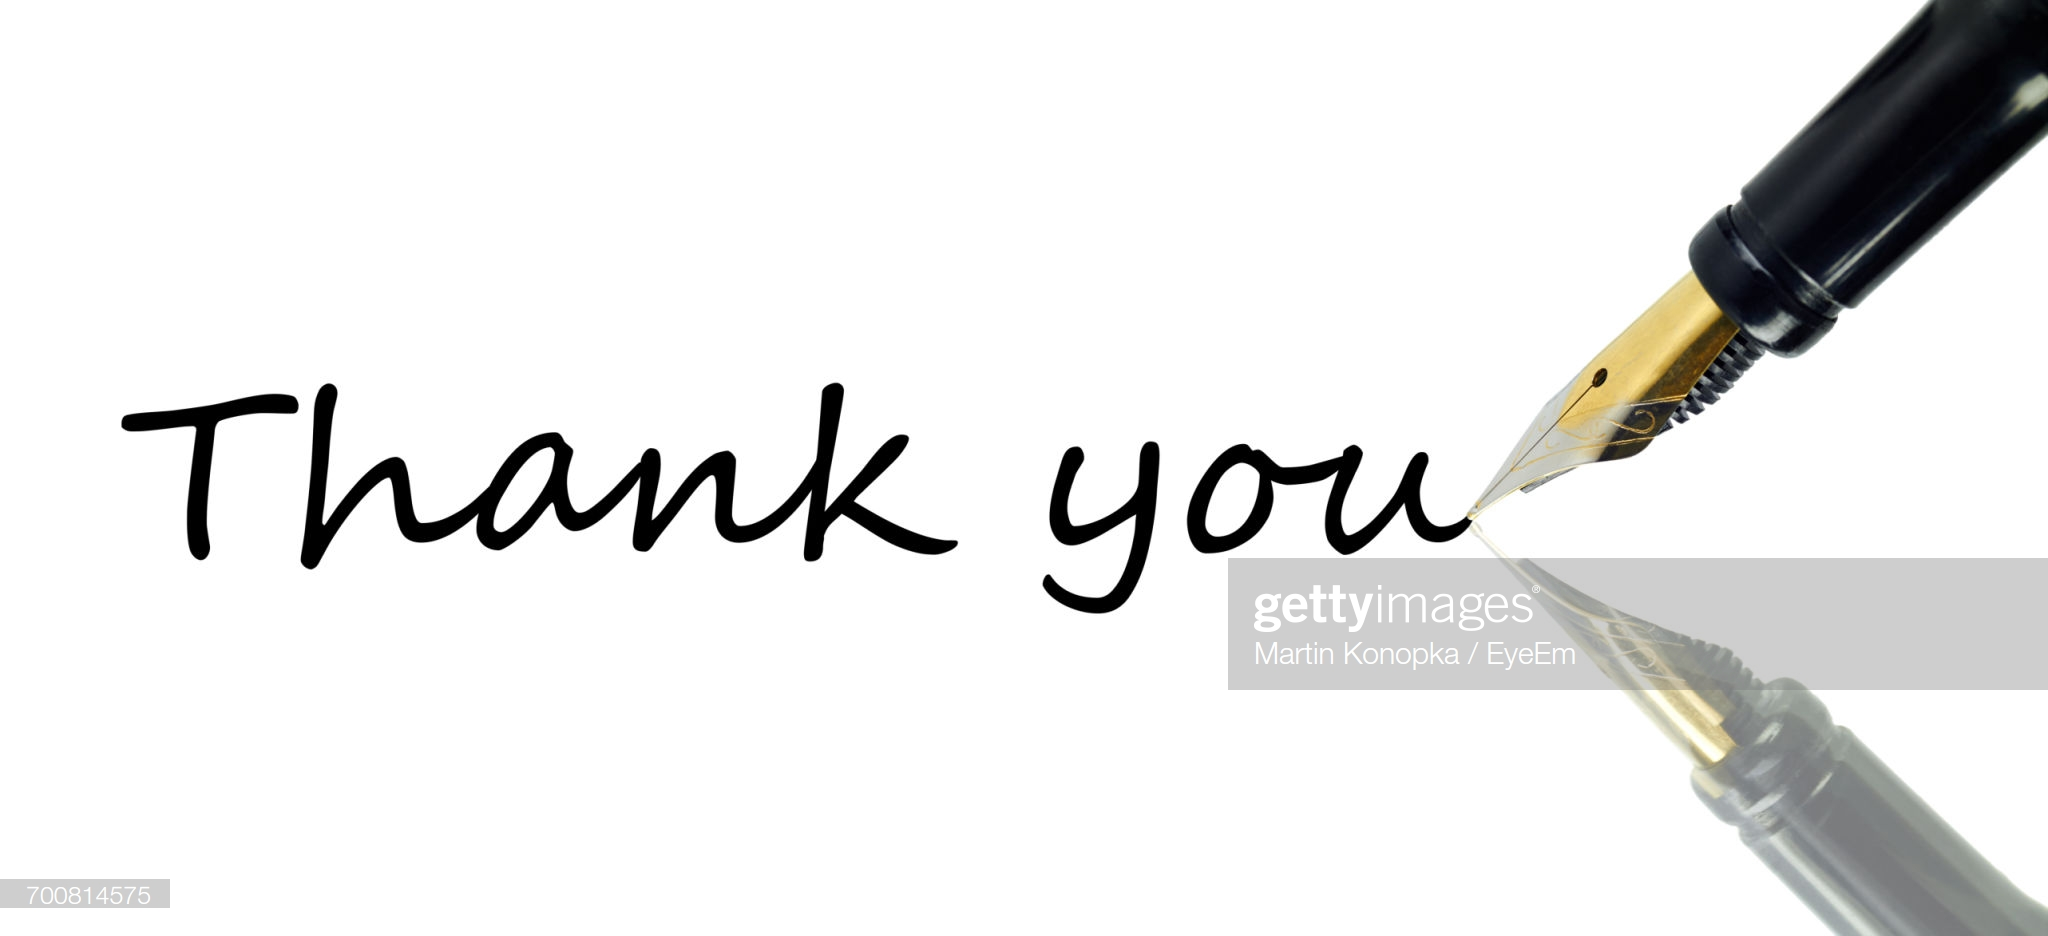 Thank you
gettyimages®
Martin Konopka / EyeEm
700814575